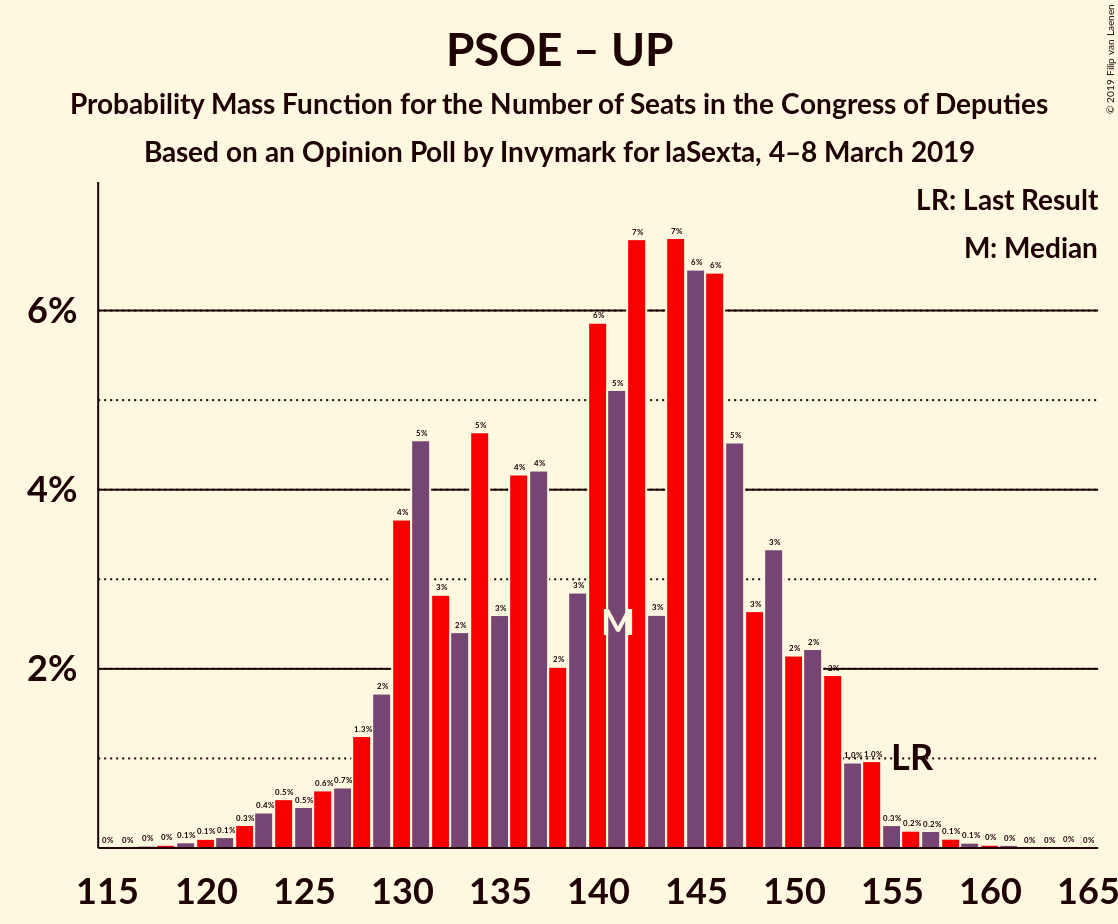 PSOE – UP
Probability Mass Function for the Number of Seats in the Congress of Deputies
Based on an Opinion Poll by Invymark for laSexta, 4–8 March 2019
© 2019 Filip van Laenen
LR: Last Result
M: Median
6%
4%
2%
0% 0% 0% 0% 0.1% 0.1% 0.1% 0.3% 0.4% 0.5% 0.5% 0.6% 0.7% 1.3% 2% 4% 5% 3% 2% 5% 3% 4% 4% 2% 3% 6% 5% 7% 3% 7% 6% 6% 5% 3% 3% 2% 2% 2% 1.0% 1.0% 0.3% 0.2% 0.2% 0.1% 0.1% 0% 0% 0% 0% 0% 0%
M
LR
115 120 125 130 135 140 145 150 155 160 165